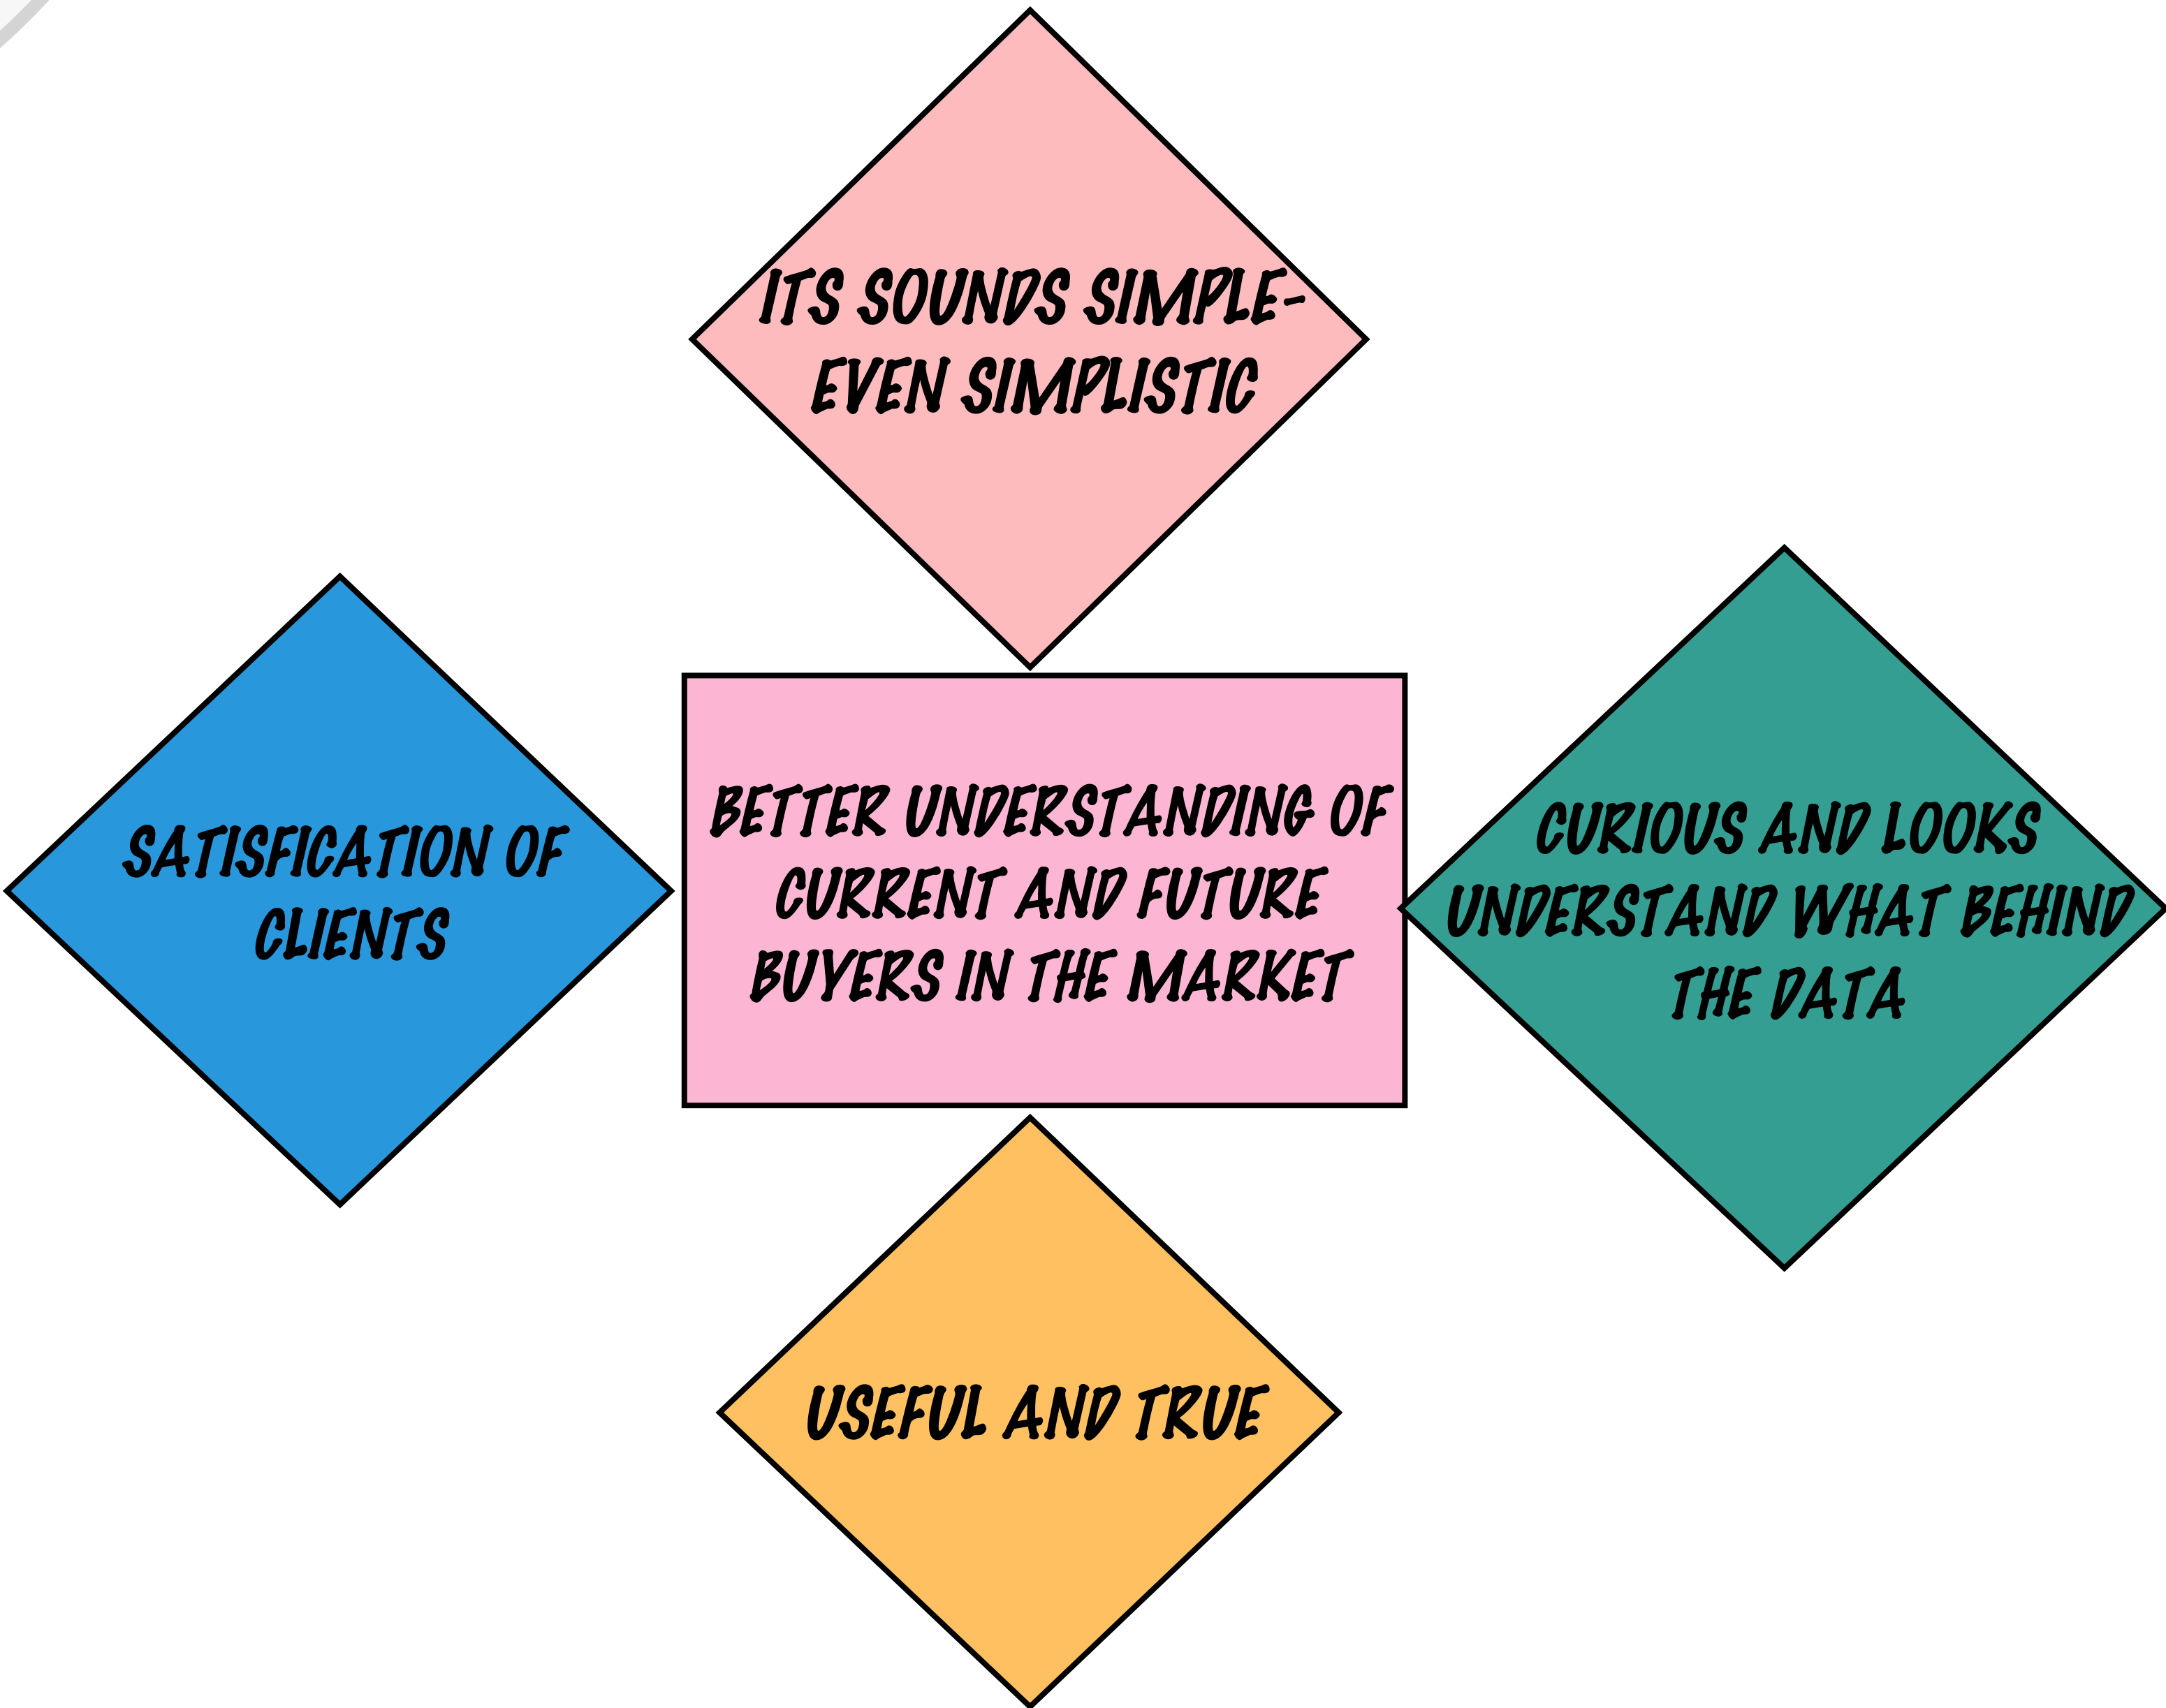 ITS SOUNDS SIMPLE-
EVEN SIMPLISTIC
SATISFICATION OF
CLIENTS
BETTER UNDERSTANDING OF
CURRENT AND FUTURE
BUYERS IN THE MARKET
CURIOUS AND LOOKS
UNDERSTAND WHAT BEHIND
THE DATA
USEFUL AND TRUE